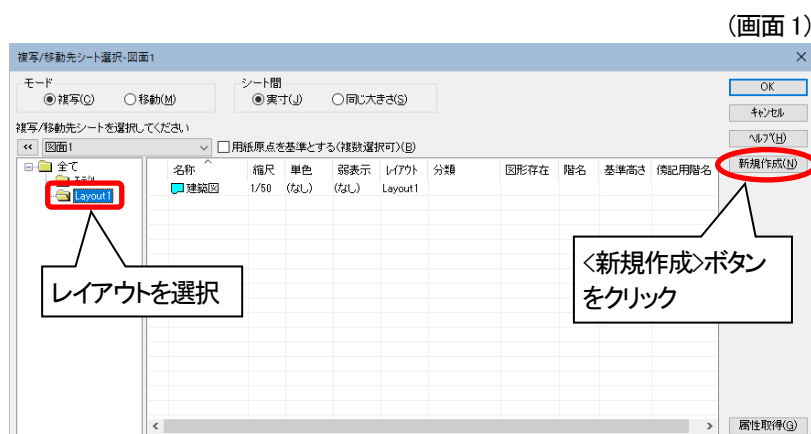 (画面 1)
複写/移動先シート選択-図面1
モード
複写(C) 移動(M)
シート間
実寸(J) 同じ大きさ(S)
OK
キャンセル
ヘルプ(H)
新規作成(N)
複写/移動先シートを選択してください
<< 図面1
用紙原点を基準とする(複数選択可)(B)
全て
Layout1
名称 縮尺 単色 弱表示 レイアウト 分類 図形存在 階名 基準高さ 傍記用階名
建築図 1/50 (なし) (なし) Layout1
レイアウトを選択
<新規作成>ボタン
をクリック
属性取得(G)